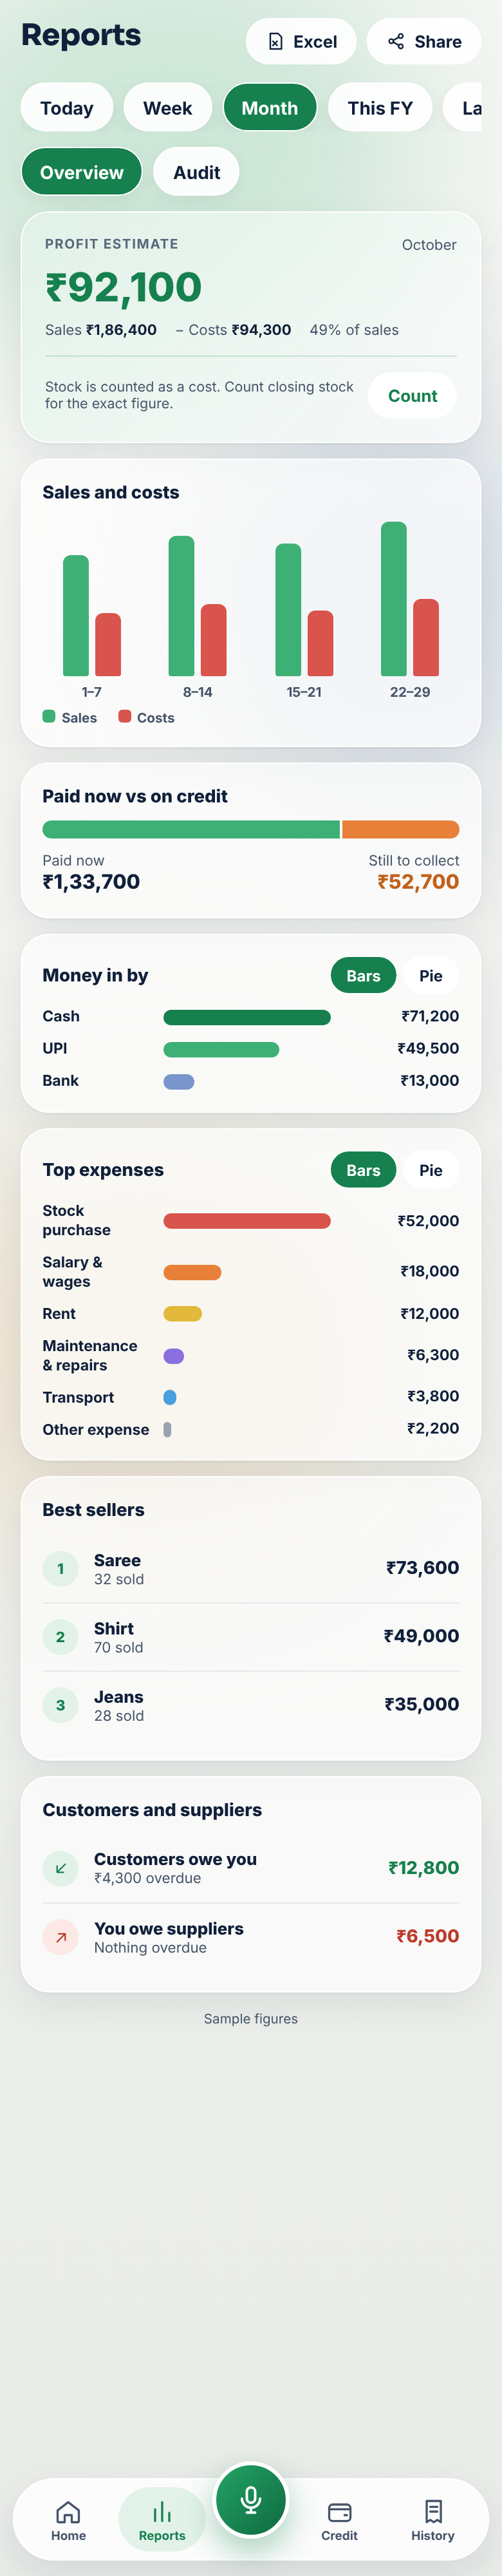 Reports
Excel
Share
Today
Week
Month
This FY
La
Overview
Audit
PROFIT ESTIMATE
October
₹92,100
Sales ₹1,86,400 – Costs ₹94,300 49% of sales
Stock is counted as a cost. Count closing stock
for the exact figure.
Count
Sales and costs
1–7
8–14
15–21
22–29
Sales
Costs
Paid now vs on credit
Paid now
Still to collect
₹1,33,700
₹52,700
Money in by
Bars
Pie
Cash
₹71,200
UPI
₹49,500
Bank
₹13,000
Top expenses
Bars
Pie
Stock
purchase
₹52,000
Salary &
wages
₹18,000
Rent
₹12,000
Maintenance
& repairs
₹6,300
Transport
₹3,800
Other expense
₹2,200
Best sellers
1
Saree
32 sold
₹73,600
2
Shirt
70 sold
₹49,000
3
Jeans
28 sold
₹35,000
Customers and suppliers
Customers owe you
₹4,300 overdue
₹12,800
You owe suppliers
Nothing overdue
₹6,500
Sample figures
Home
Reports
Credit
History